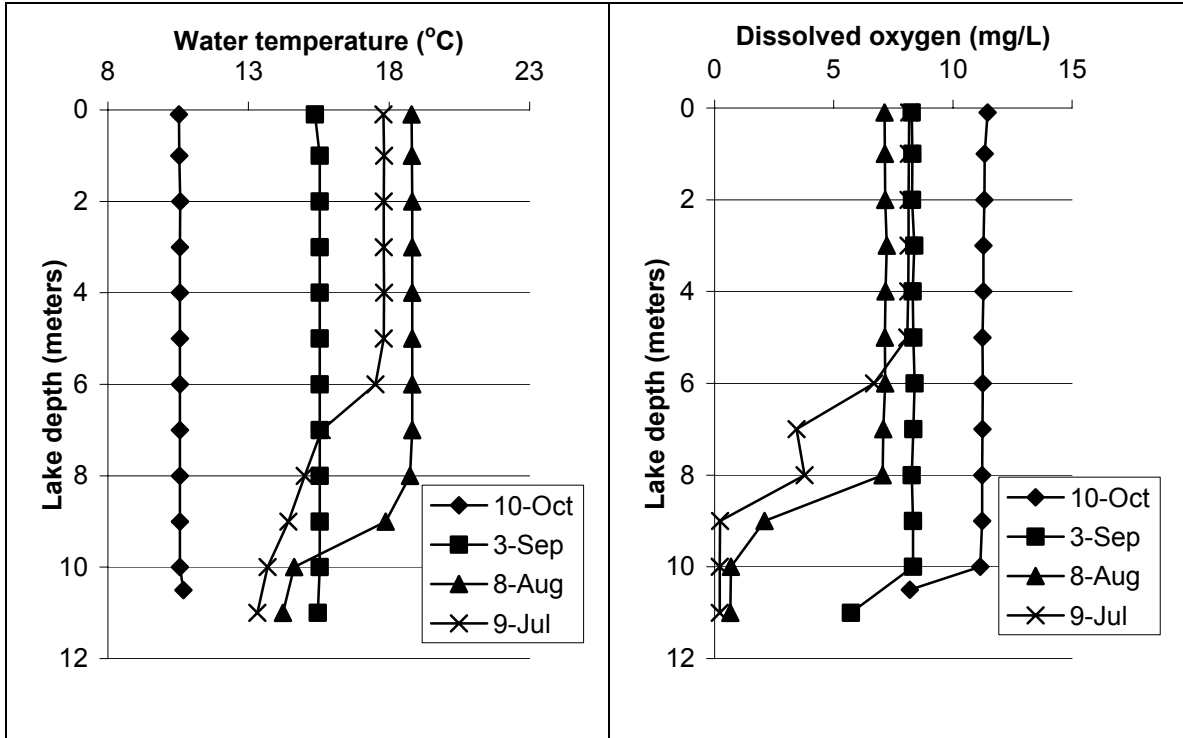 Water temperature (°C)
8 13 18 23
0
2
4
6
8
10
12
Lake depth (meters)
10-Oct
3-Sep
8-Aug
9-Jul
Dissolved oxygen (mg/L)
0 5 10 15
0
2
4
6
8
10
12
Lake depth (meters)
10-Oct
3-Sep
8-Aug
9-Jul